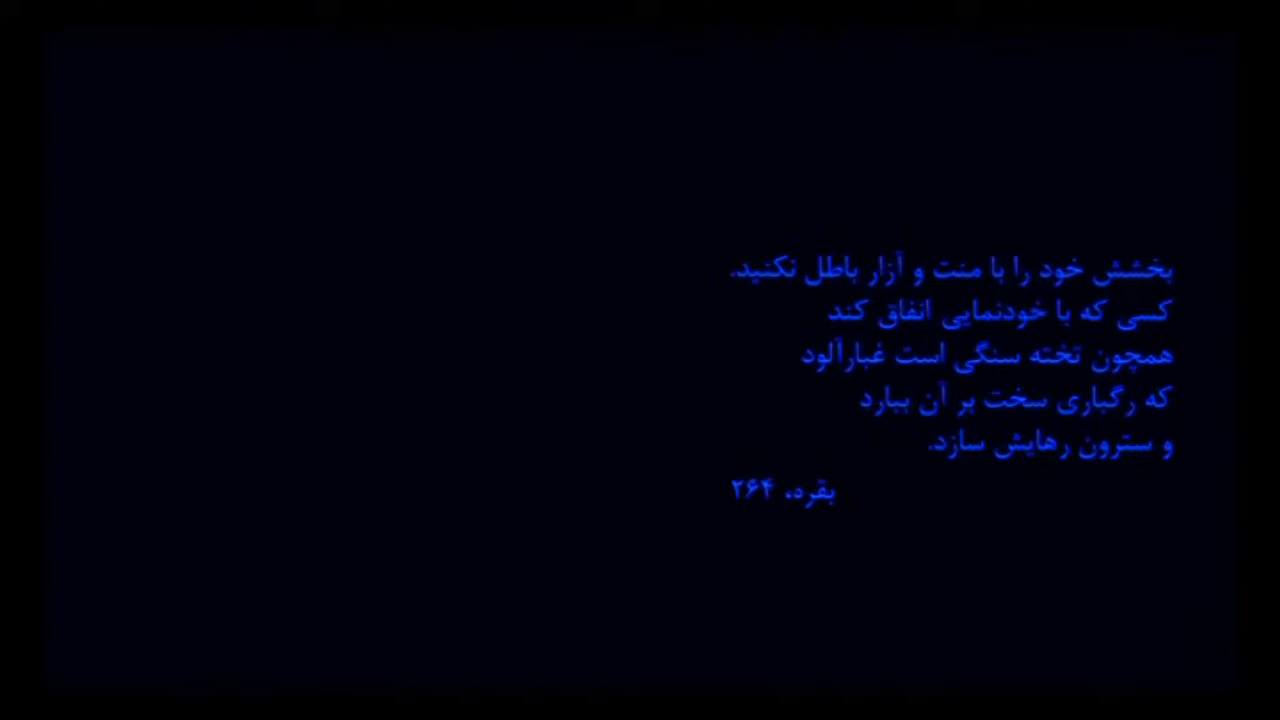 بخشش خود را با منت و آزار باطل نکنید.
کسی که با خودنمایی انفاق کند
همچون تخته سنگی است غبارآلود
که رگباری سخت بر آن ببارد
و سترون رهایش سازد.
بقره، ۲۶۴